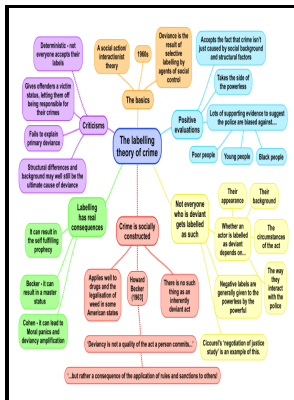 Deterministic - not
everyone accepts their
labels
Gives offenders a victim
status, letting them off
being responsible for
their crimes
Fails to explain
primary deviance
Structural differences and
background may well still be the
ultimate cause of deviance
Criticisms
A social action/
interactionist
theory
1960s
Deviance is the
result of
selective
labelling by
agents of social
control
The basics
The labelling
theory of crime
Accepts the fact that crime isn't
just caused by social background
and structural factors
Takes the side of
the powerless
Lots of supporting evidence to suggest
the police are biased against....
Positive
evaluations
Poor people
Young people
Black people
Labelling
has real
consequences
It can result in
the self fulfilling
prophecy
Becker - it can
result in a master
status
Cohen - it can lead to
Moral panics and
deviancy amplification
Crime is socially
constructed
Applies well to
drugs and the
legalisation of
weed in some
American states
Howard
Becker
(1963)
There is no
such thing as
an inherently
deviant act
'Deviancy is not a quality of the act a person commits...'
'...but rather a consequence of the application of rules and sanctions to others!
Not everyone
who is deviant
gets labelled
as such
Their
appearance
Their
background
Whether an
actor is labelled
as deviant
depends on...
The
circumstances
of the act
The way they
interact
with the
police
Negative labels are
generally given to the
powerless by the
powerful
Cicourel's 'negotiation of justice
study' is an example of this.